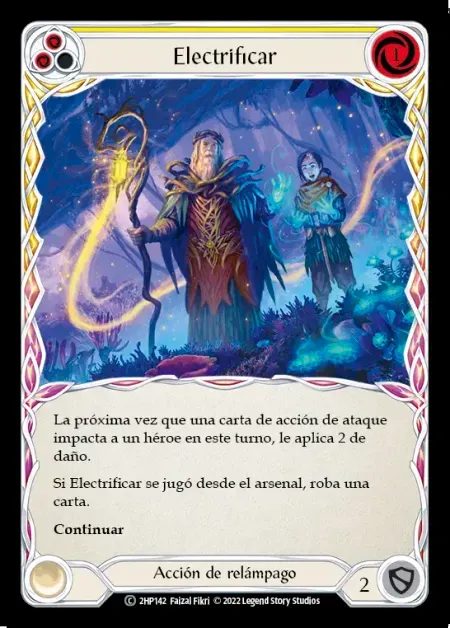 Electrificar
1
La próxima vez que una carta de acción de ataque
impacta a un héroe en este turno, le aplica 2 de
daño.
Si Electrificar se jugó desde el arsenal, roba una
carta.
Continuar
Acción de relámpago
2
C 2HP142 Faizal Fikri © 2022 Legend Story Studios